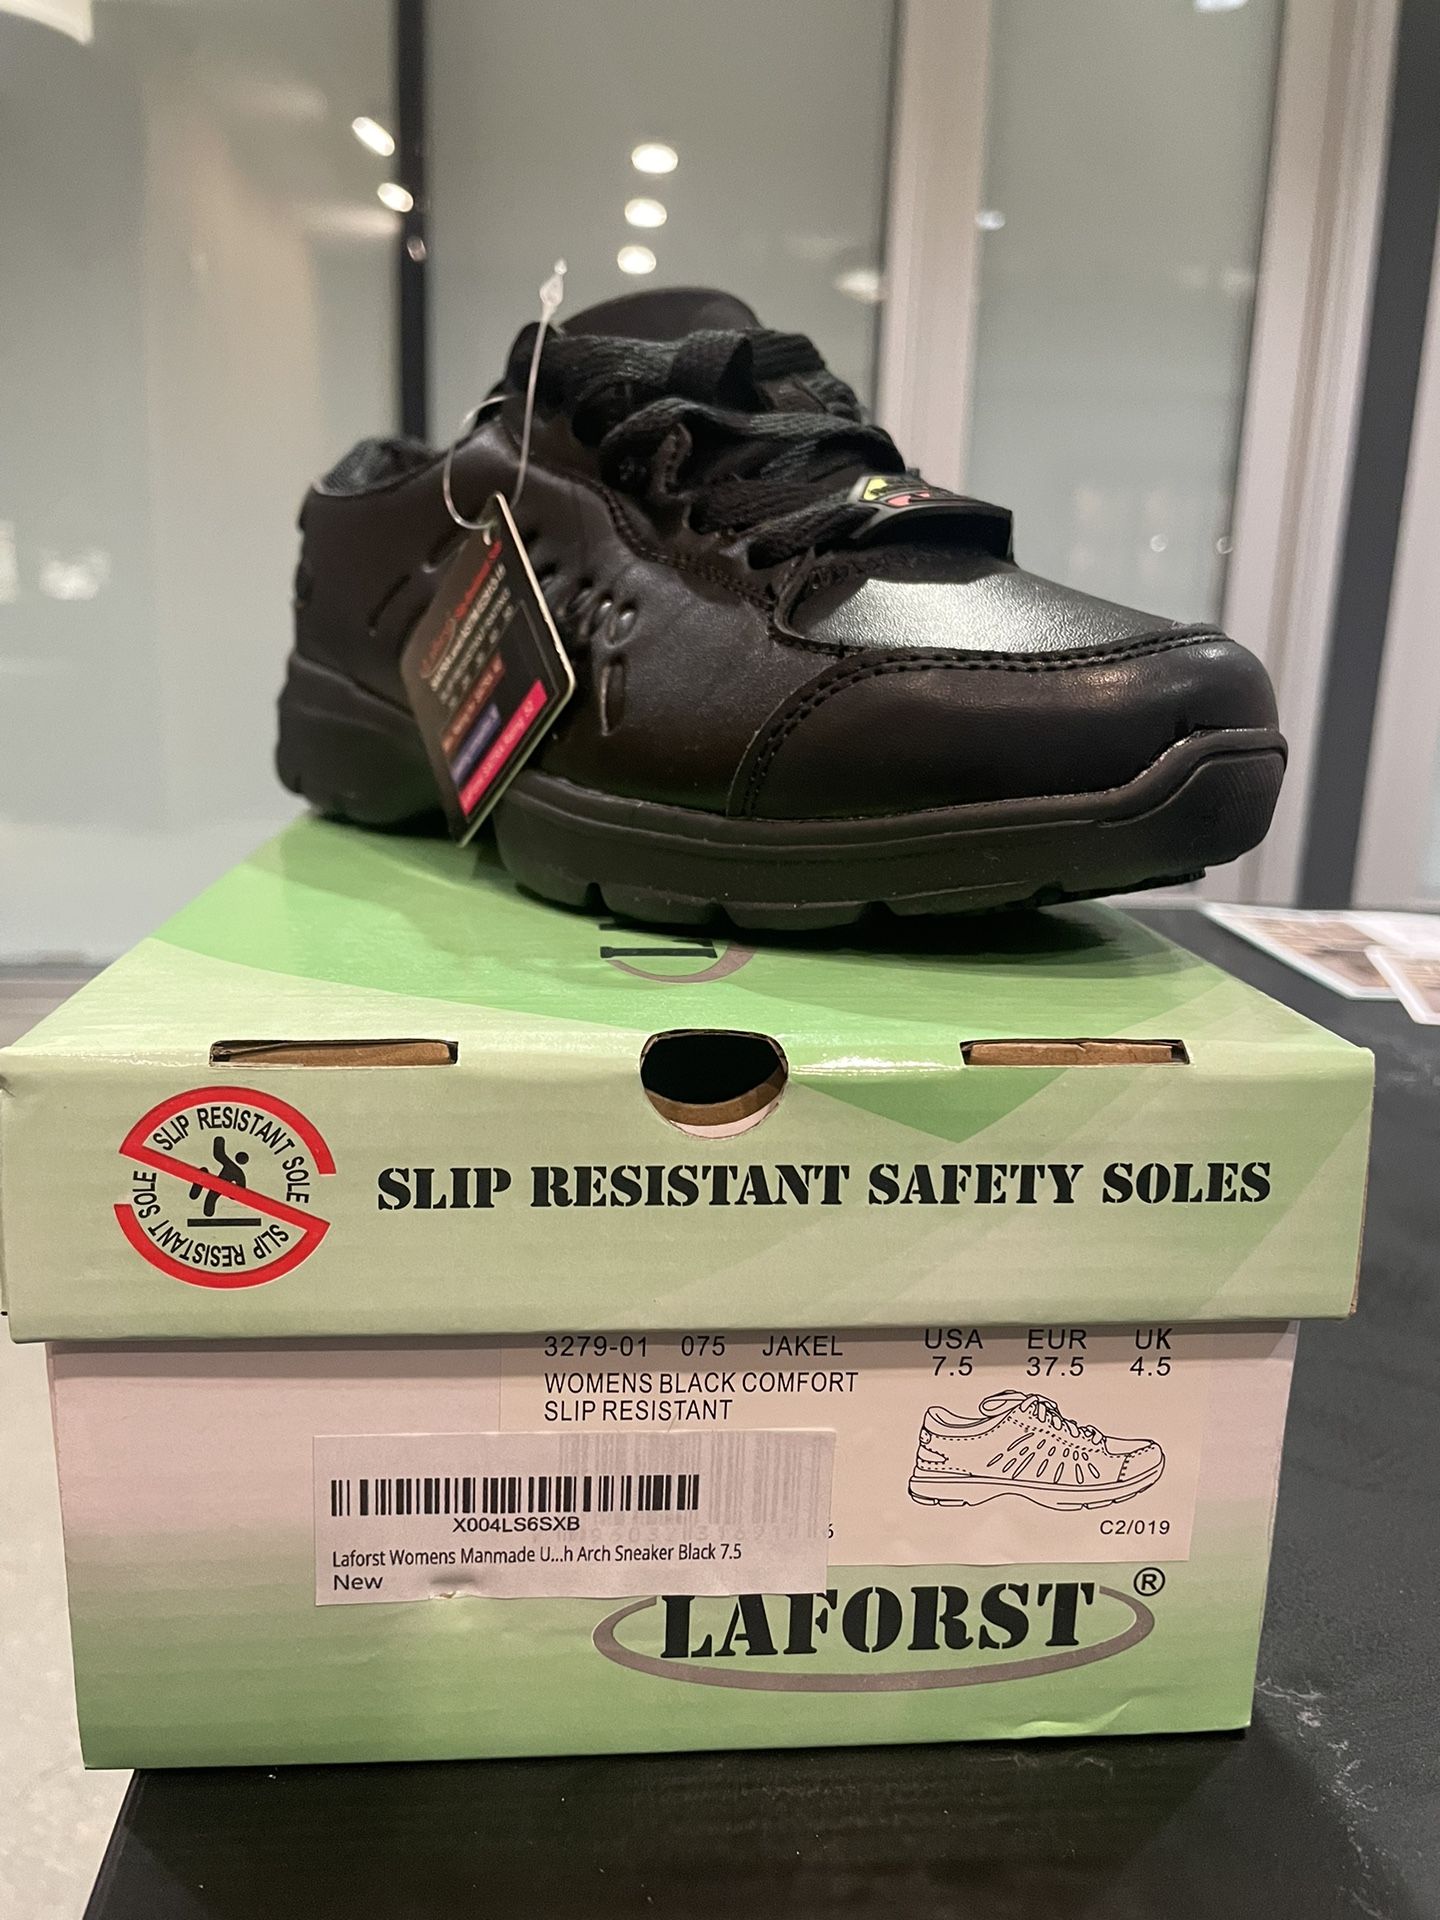 SLIP RESISTANT SOLE
SLIP RESISTANT SOLE
SLIP RESISTANT SAFETY SOLES
3279-01 075 JAKEL
USA EUR UK
7.5 37.5 4.5
WOMENS BLACK COMFORT
SLIP RESISTANT
X004LS6SXB
Laforst Womens Manmade U...h Arch Sneaker Black 7.5
New
C2/019
LAFORST®